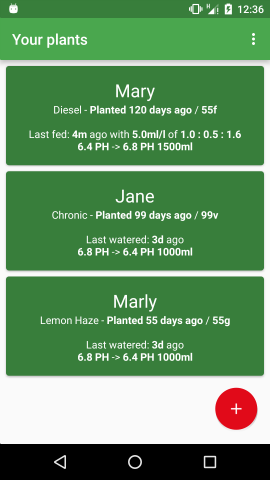 12:36
Your plants
Mary
Diesel - Planted 120 days ago / 55f
Last fed: 4m ago with 5.0ml/l of 1.0 : 0.5 : 1.6
6.4 PH -> 6.8 PH 1500ml
Jane
Chronic - Planted 99 days ago / 99v
Last watered: 3d ago
6.8 PH -> 6.4 PH 1000ml
Marly
Lemon Haze - Planted 55 days ago / 55g
Last watered: 3d ago
6.8 PH -> 6.4 PH 1000ml